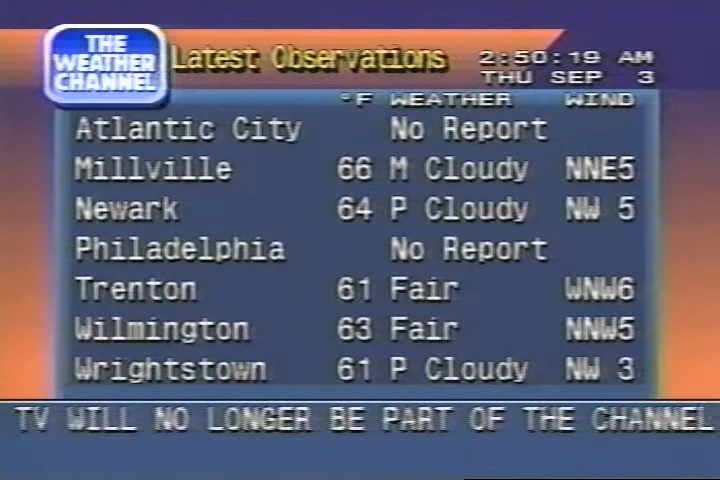 THE
WEATHER
CHANNEL
Latest Observations
2:50:19 AM
THU SEP 3
°F WEATHER WIND
Atlantic City No Report
Millville 66 M Cloudy NNE5
Newark 64 P Cloudy NW 5
Philadelphia No Report
Trenton 61 Fair WNW6
Wilmington 63 Fair NNW5
Wrightstown 61 P Cloudy NW 3
TV WILL NO LONGER BE PART OF THE CHANNEL